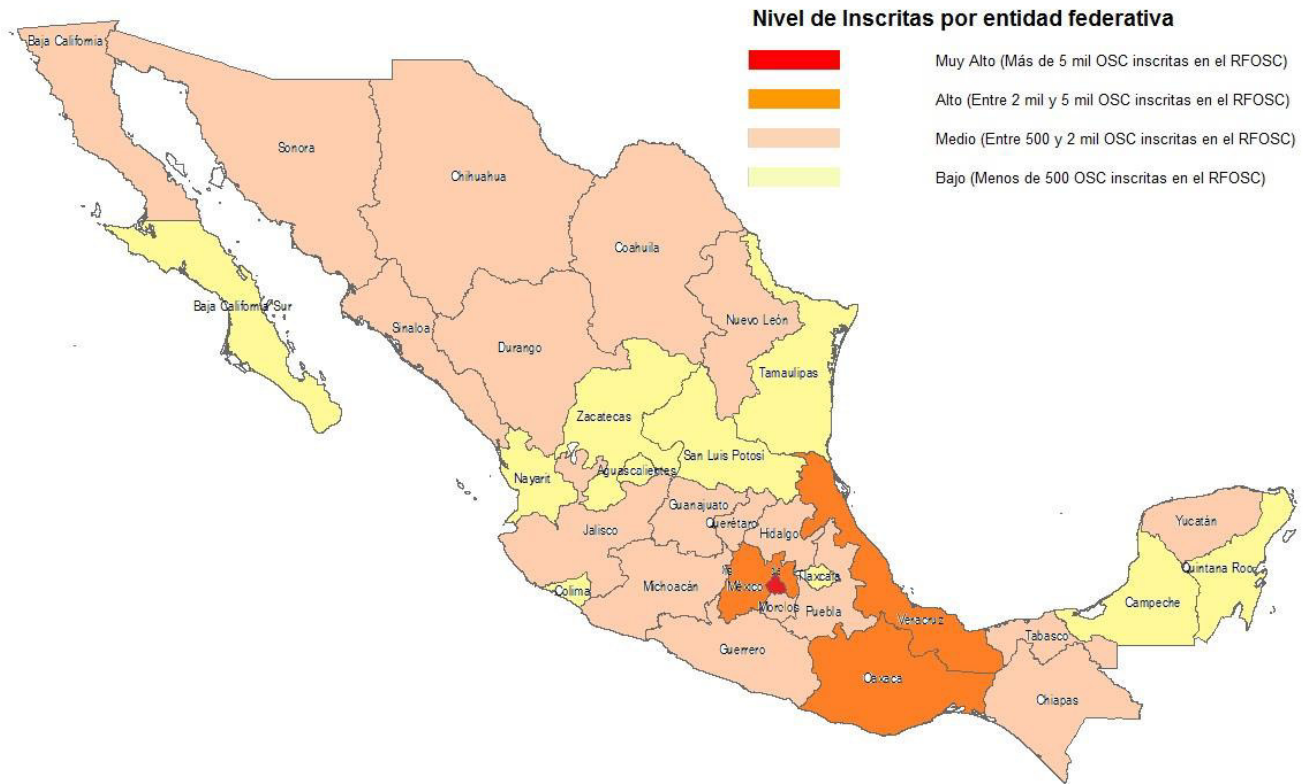 Nivel de Inscritas por entidad federativa
Muy Alto (Más de 5 mil OSC inscritas en el RFOSC)
Alto (Entre 2 mil y 5 mil OSC inscritas en el RFOSC)
Medio (Entre 500 y 2 mil OSC inscritas en el RFOSC)
Bajo (Menos de 500 OSC inscritas en el RFOSC)
Baja California
Sonora
Chihuahua
Coahuila
Baja California Sur
Nuevo León
Sinaloa
Durango
Tamaulipas
Zacatecas
San Luis Potosí
Nayarit
Aguascalientes
Guanajuato
Querétaro
Jalisco
Hidalgo
Yucatán
Quintana Roo
Campeche
Colima
Michoacán
México
Tlaxcala
Morelos
Puebla
Veracruz
Tabasco
Guerrero
Oaxaca
Chiapas